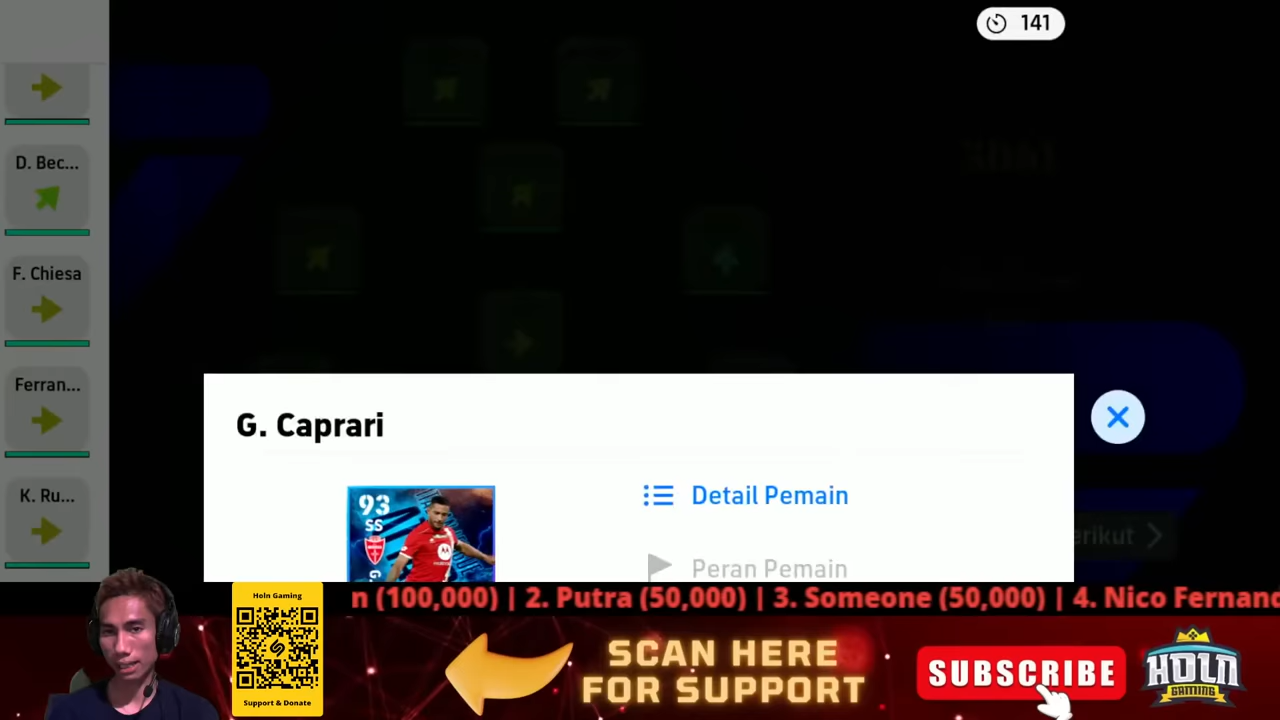 141
D. Bec...
F. Chiesa
Ferran...
K. Ru...
G. Caprari
93
SS
Detail Pemain
Peran Pemain
erikut
n (100,000) | 2. Putra (50,000) | 3. Someone (50,000) | 4. Nico Fernand
Holn Gaming
Support & Donate
SCAN HERE
FOR SUPPORT
SUBSCRIBE
HOLN
GAMING